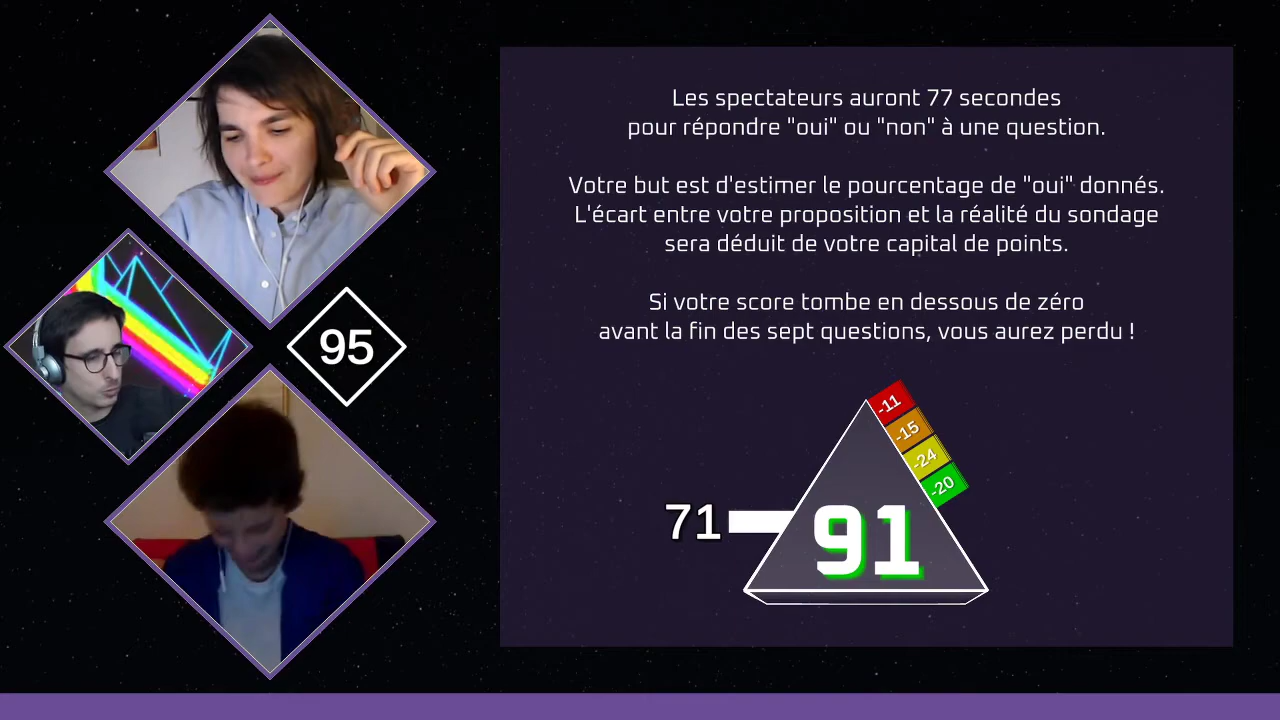 Les spectateurs auront 77 secondes
pour répondre "oui" ou "non" à une question.
Votre but est d'estimer le pourcentage de "oui" donnés.
L'écart entre votre proposition et la réalité du sondage
sera déduit de votre capital de points.
Si votre score tombe en dessous de zéro
avant la fin des sept questions, vous aurez perdu !
95
-11
-15
-24
-20
71
91